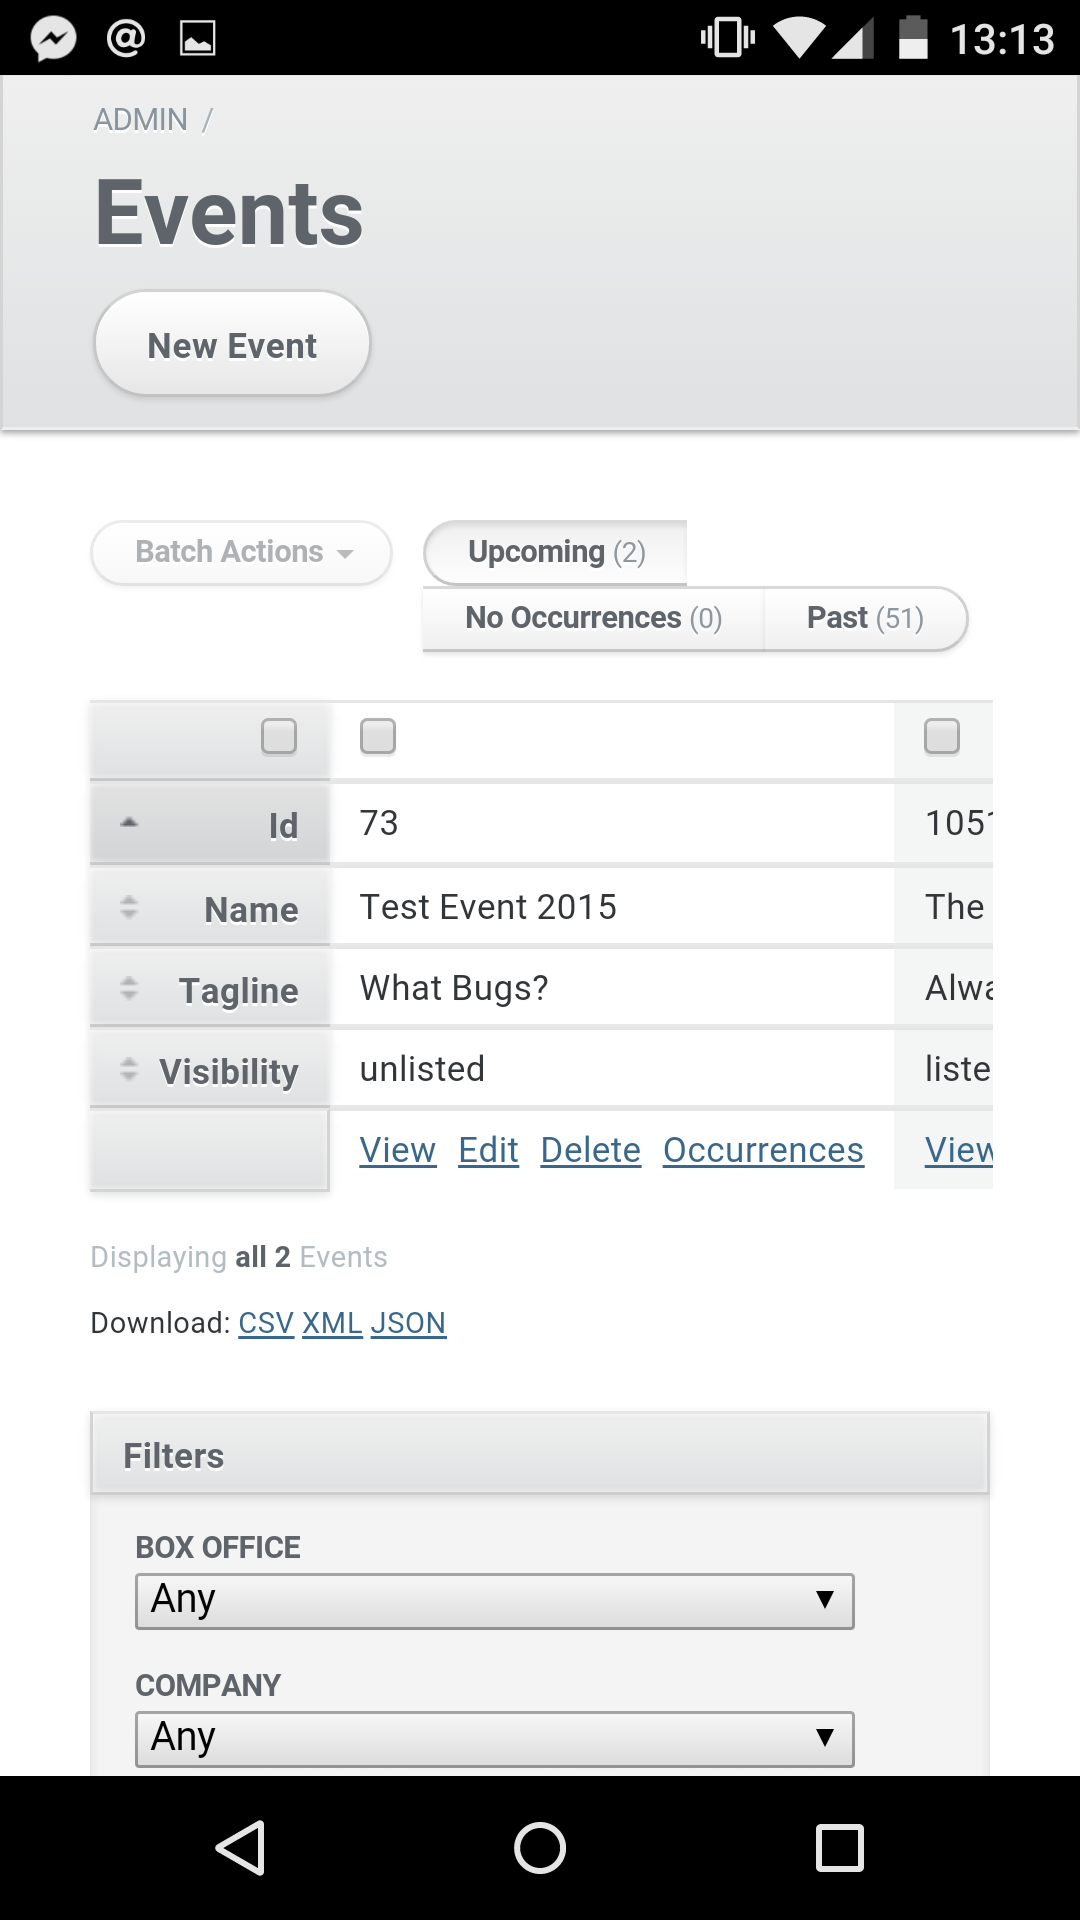 13:13
ADMIN /
Events
New Event
Batch Actions
Upcoming (2)
No Occurrences (0) Past (51)
Id 73 1051
Name Test Event 2015 The
Tagline What Bugs? Alwa
Visibility unlisted liste
View Edit Delete Occurrences View
Displaying all 2 Events
Download: CSV XML JSON
Filters
BOX OFFICE
Any
COMPANY
Any